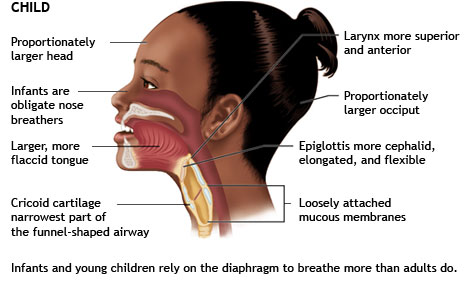 CHILD
Proportionately
larger head
Infants are
obligate nose
breathers
Larger, more
flaccid tongue
Cricoid cartilage
narrowest part of
the funnel-shaped airway
Larynx more superior
and anterior
Proportionately
larger occiput
Epiglottis more cephalid,
elongated, and flexible
Loosely attached
mucous membranes
Infants and young children rely on the diaphragm to breathe more than adults do.